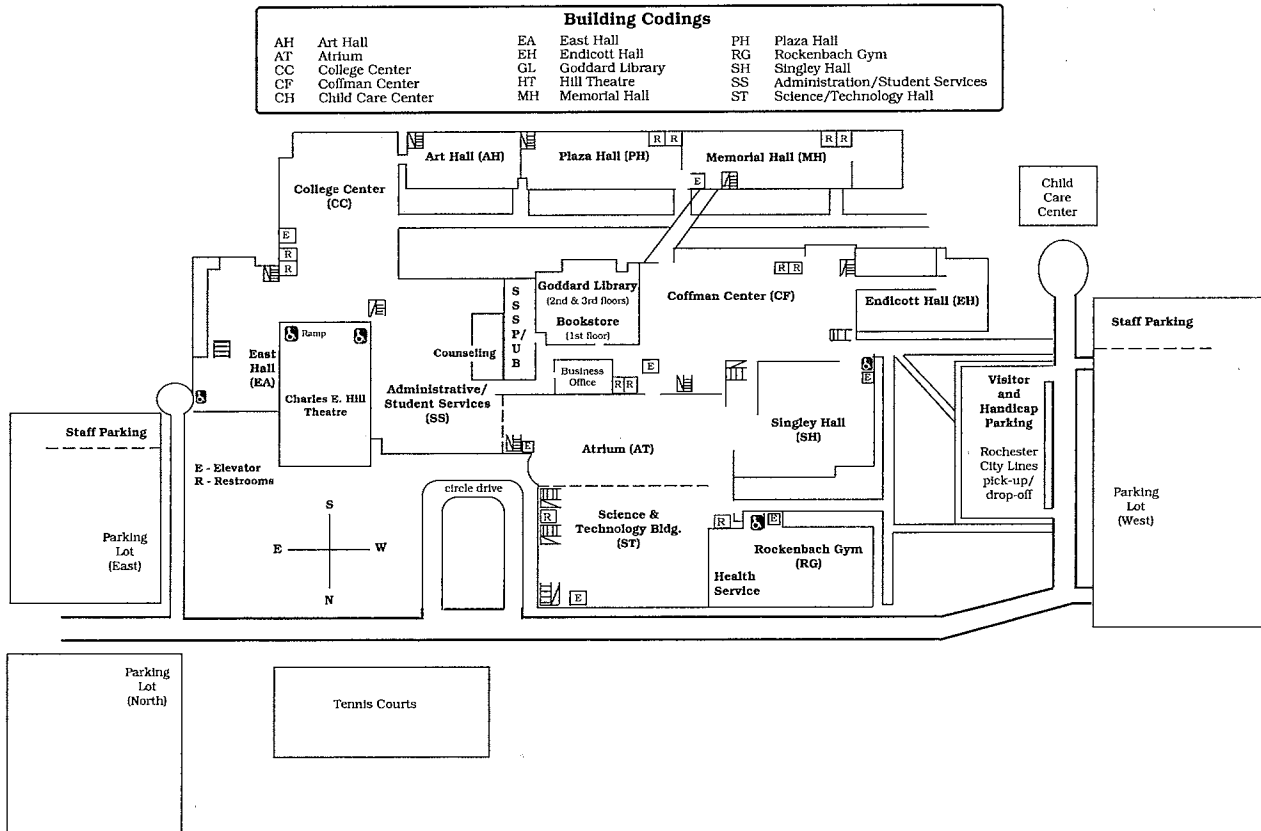 Building Codings
AH Art Hall
AT Atrium
CC College Center
CF Coffman Center
CH Child Care Center
EA East Hall
EH Endicott Hall
GL Goddard Library
HT Hill Theatre
MH Memorial Hall
PH Plaza Hall
RG Rockenbach Gym
SH Singley Hall
SS Administration/Student Services
ST Science/Technology Hall
Art Hall (AH)
Plaza Hall (PH)
R R
Memorial Hall (MH)
R R
E
College Center
(CC)
E
R
R
Child
Care
Center
S
S
S
P/
U
B
Goddard Library
(2nd & 3rd floors)
Bookstore
(1st floor)
R R
Coffman Center (CF)
Endicott Hall (EH)
Staff Parking
Ramp
East
Hall
(EA)
Charles E. Hill
Theatre
Counseling
Administrative/
Student Services
(SS)
Business
Office
R R
E
E
Visitor
and
Handicap
Parking
Rochester
City Lines
pick-up/
drop-off
Parking
Lot
(West)
Singley Hall
(SH)
Atrium (AT)
E
Staff Parking
Parking
Lot
(East)
E - Elevator
R - Restrooms
S
E W
N
circle drive
R
Science &
Technology Bldg.
(ST)
E
R
E
Rockenbach Gym
(RG)
Health
Service
Parking
Lot
(North)
Tennis Courts